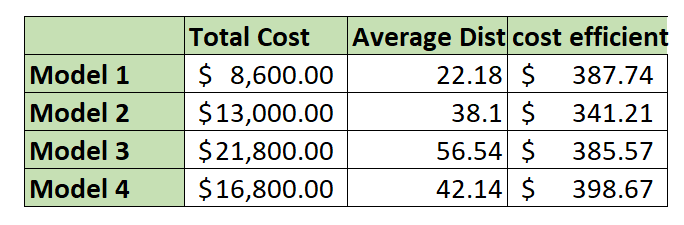 Total Cost Average Dist cost efficient
Model 1 $ 8,600.00 22.18 $ 387.74
Model 2 $13,000.00 38.1 $ 341.21
Model 3 $21,800.00 56.54 $ 385.57
Model 4 $16,800.00 42.14 $ 398.67